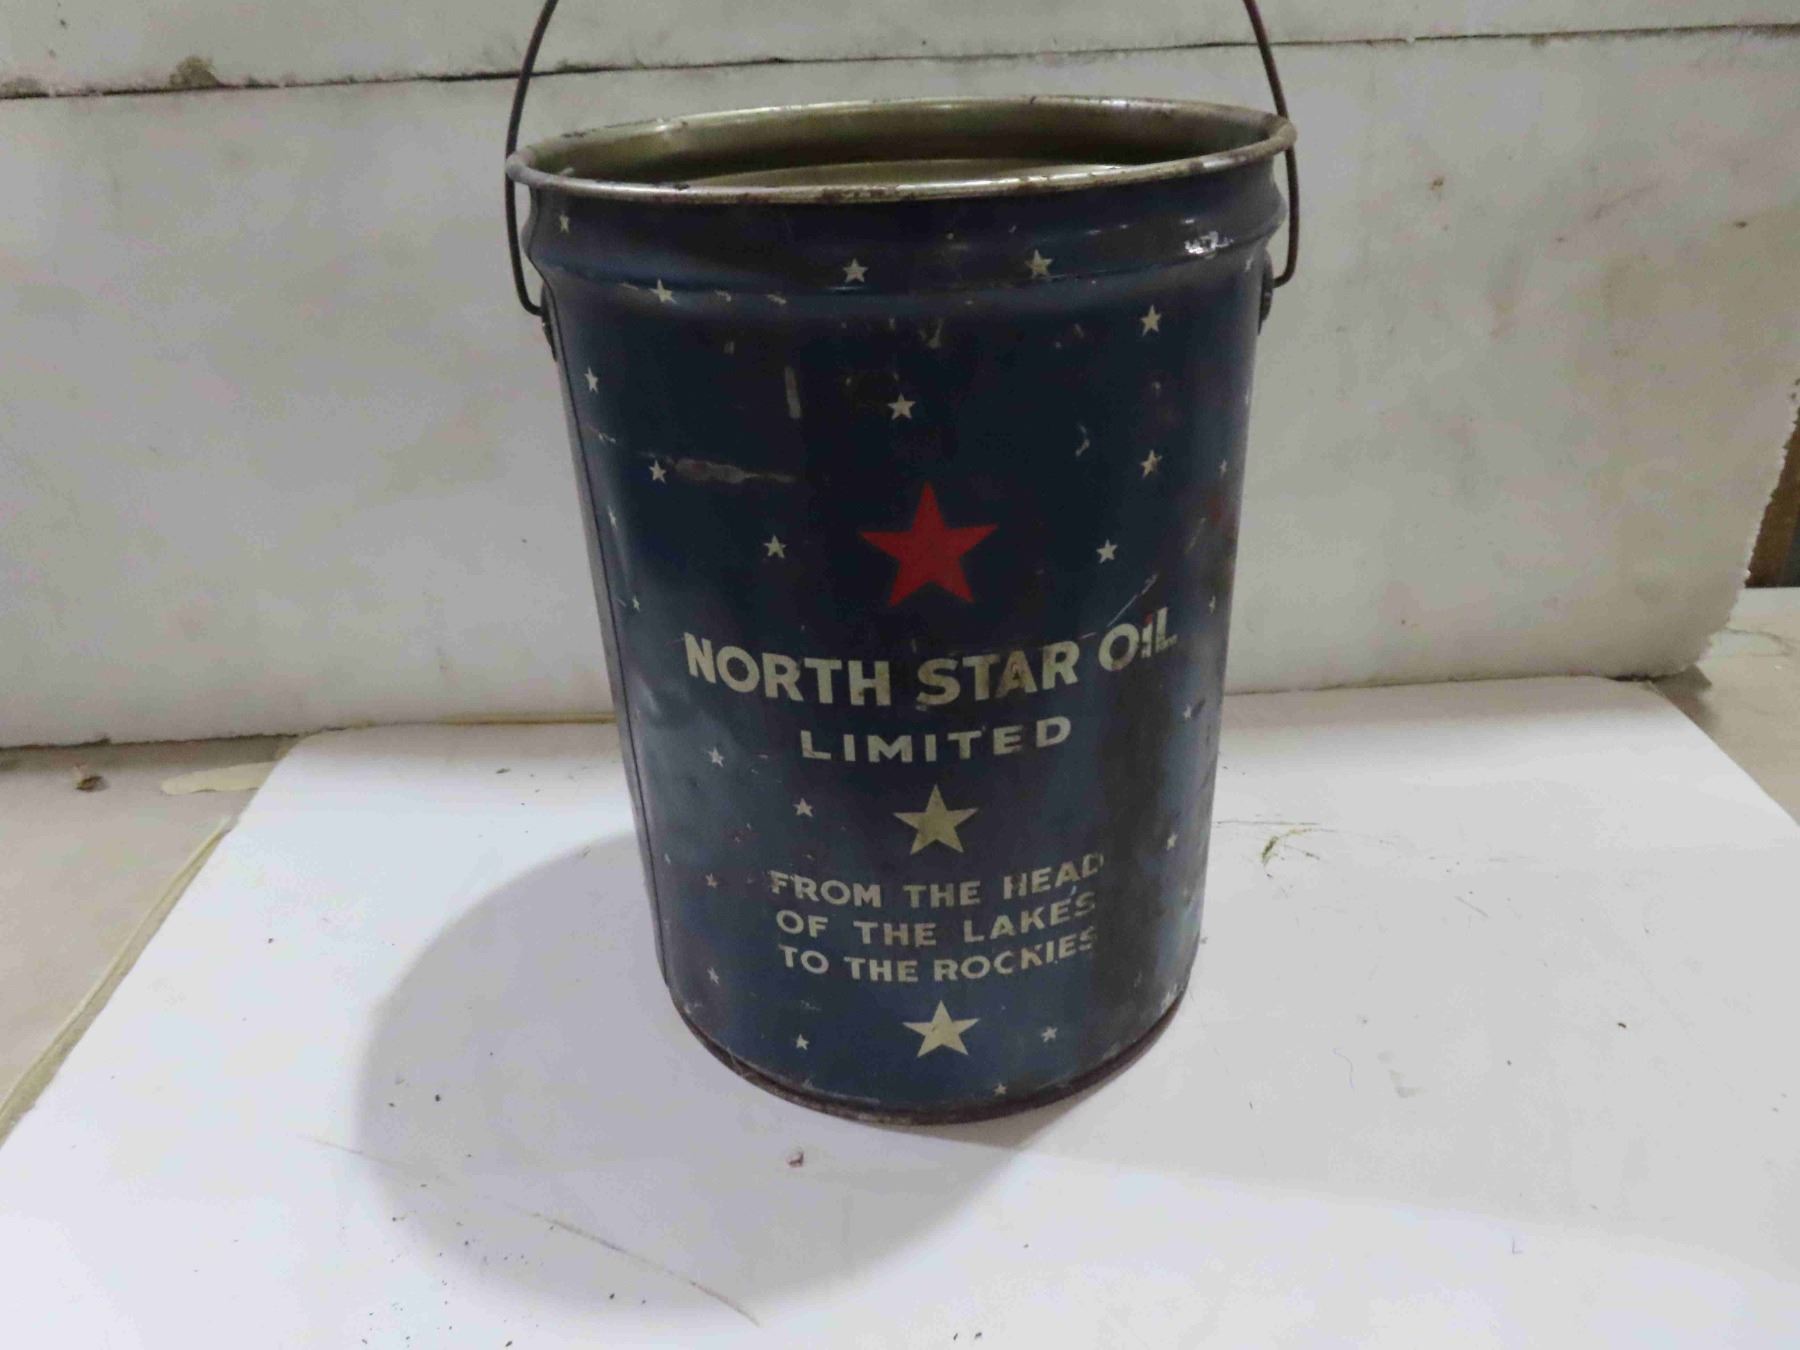 NORTH STAR OIL
LIMITED
FROM THE HEAD
OF THE LAKES
TO THE ROCKIES